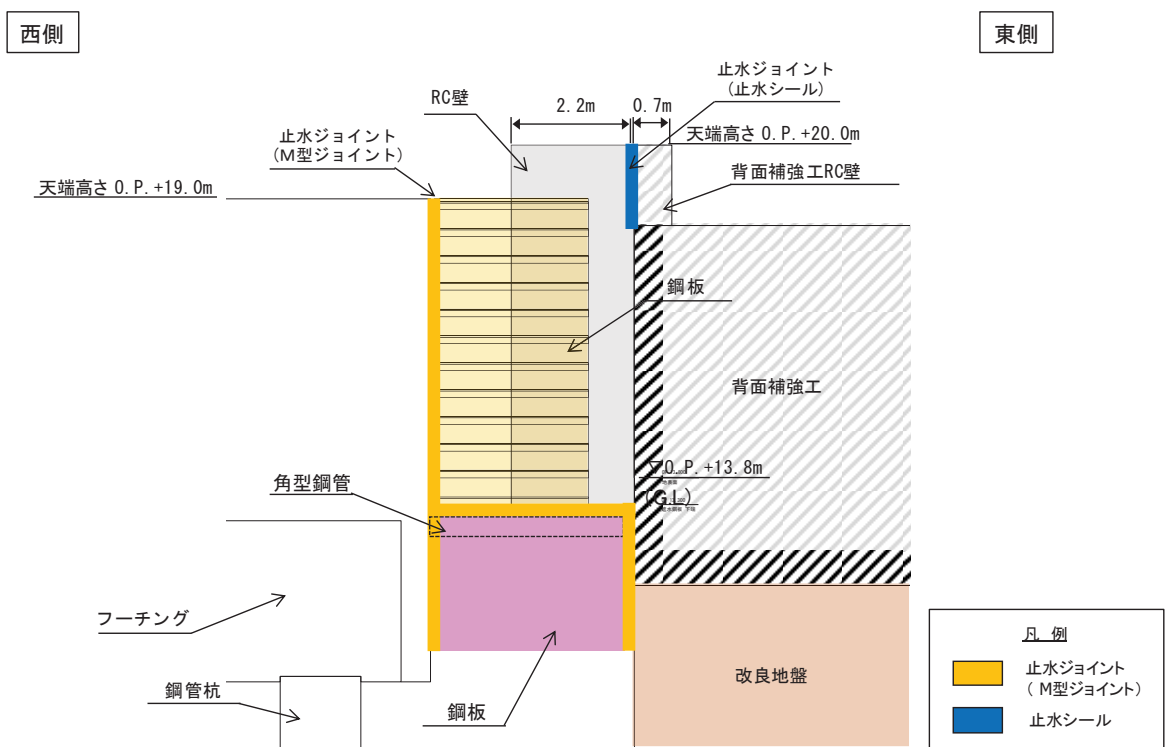 西側
東側
止水ジョイント
(止水シール)
RC壁
2.2m
0.7m
天端高さ O.P.+20.0m
止水ジョイント
(M型ジョイント)
背面補強工RC壁
天端高さ O.P.+19.0m
鋼板
背面補強工
▽O.P.+13.8m
(G.L)
角型鋼管
フーチング
鋼管杭
鋼板
改良地盤
凡 例
止水ジョイント
( M型ジョイント)
止水シール